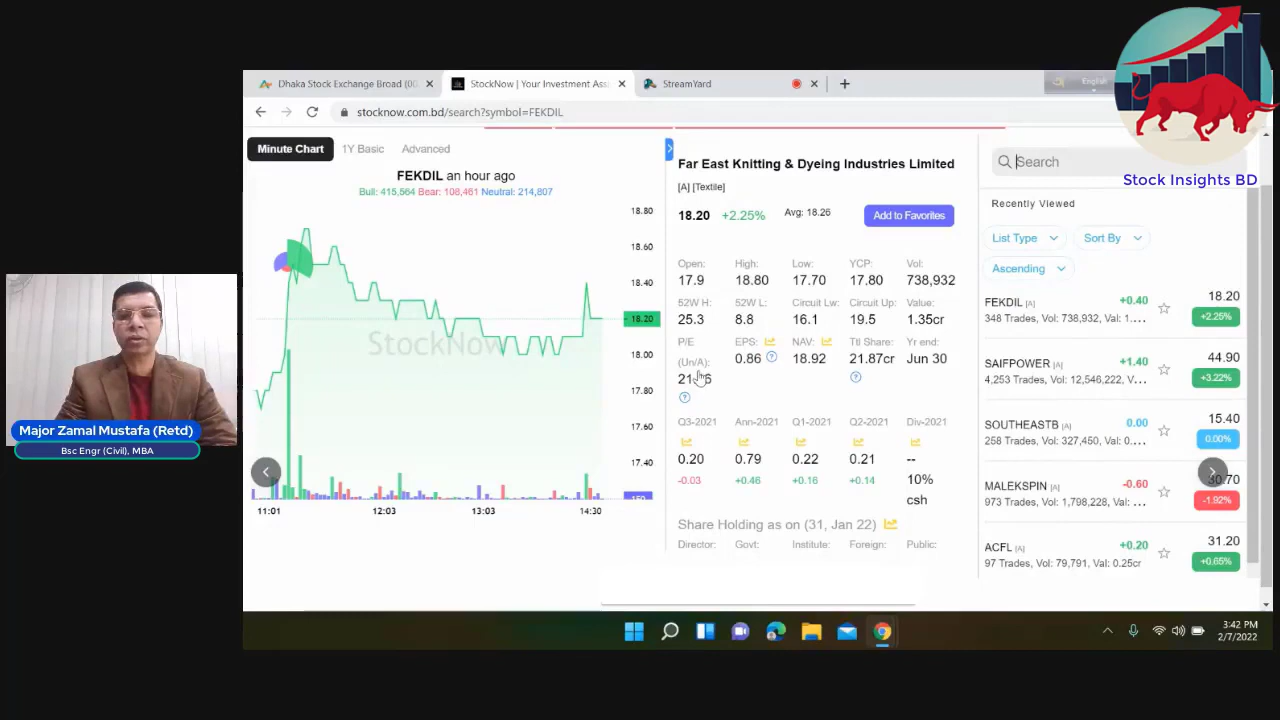 Dhaka Stock Exchange Broad (00
StockNow | Your Investment Assi
StreamYard
English
stocknow.com.bd/search?symbol=FEKDIL
Stock Insights BD
Minute Chart
1Y Basic
Advanced
FEKDIL an hour ago
Bull: 415,564 Bear: 108,461 Neutral: 214,807
18.80
18.60
18.40
18.20
18.00
17.80
17.60
17.40
StockNow
11:01
12:03
13:03
14:30
Far East Knitting & Dyeing Industries Limited
[A] [Textile]
18.20 +2.25% Avg: 18.26
Add to Favorites
Open: High: Low: YCP: Vol:
17.9 18.80 17.70 17.80 738,932
52W H: 52W L: Circuit Lw: Circuit Up: Value:
25.3 8.8 16.1 19.5 1.35cr
P/E (Un/A): EPS: NAV: Ttl Share: Yr end:
0.86 18.92 21.87cr Jun 30
Q3-2021 Ann-2021 Q1-2021 Q2-2021 Div-2021
0.20 0.79 0.22 0.21 --
-0.03 +0.46 +0.16 +0.14 10%
csh
Share Holding as on (31, Jan 22)
Director: Govt: Institute: Foreign: Public:
Search
Recently Viewed
List Type
Sort By
Ascending
FEKDIL [A] +0.40 18.20
348 Trades, Vol: 738,932, Val: 1.... +2.25%
SAIFPOWER [A] +1.40 44.90
4,253 Trades, Vol: 12,546,222, V... +3.22%
SOUTHEASTB [A] 0.00 15.40
258 Trades, Vol: 327,450, Val: 0.... 0.00%
MALEKSPIN [A] -0.60
973 Trades, Vol: 1,798,228, Val: ... -1.92%
ACFL [A] +0.20 31.20
97 Trades, Vol: 79,791, Val: 0.25cr +0.65%
Major Zamal Mustafa (Retd)
Bsc Engr (Civil), MBA
3:42 PM
2/7/2022